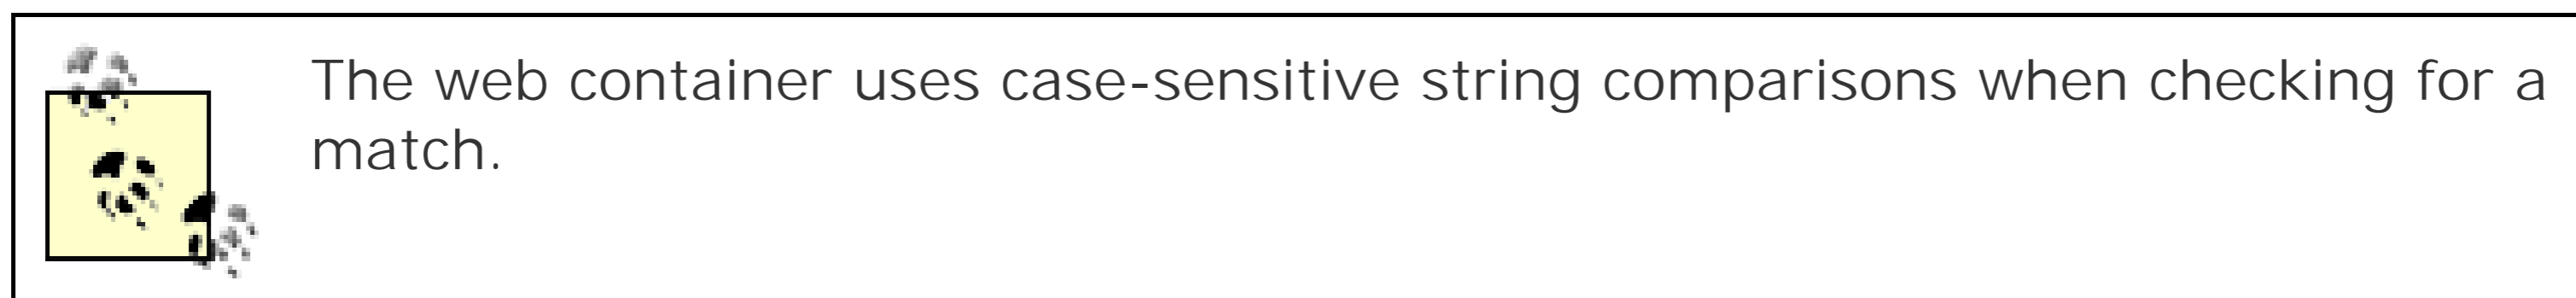 The web container uses case-sensitive string comparisons when checking for a
match.